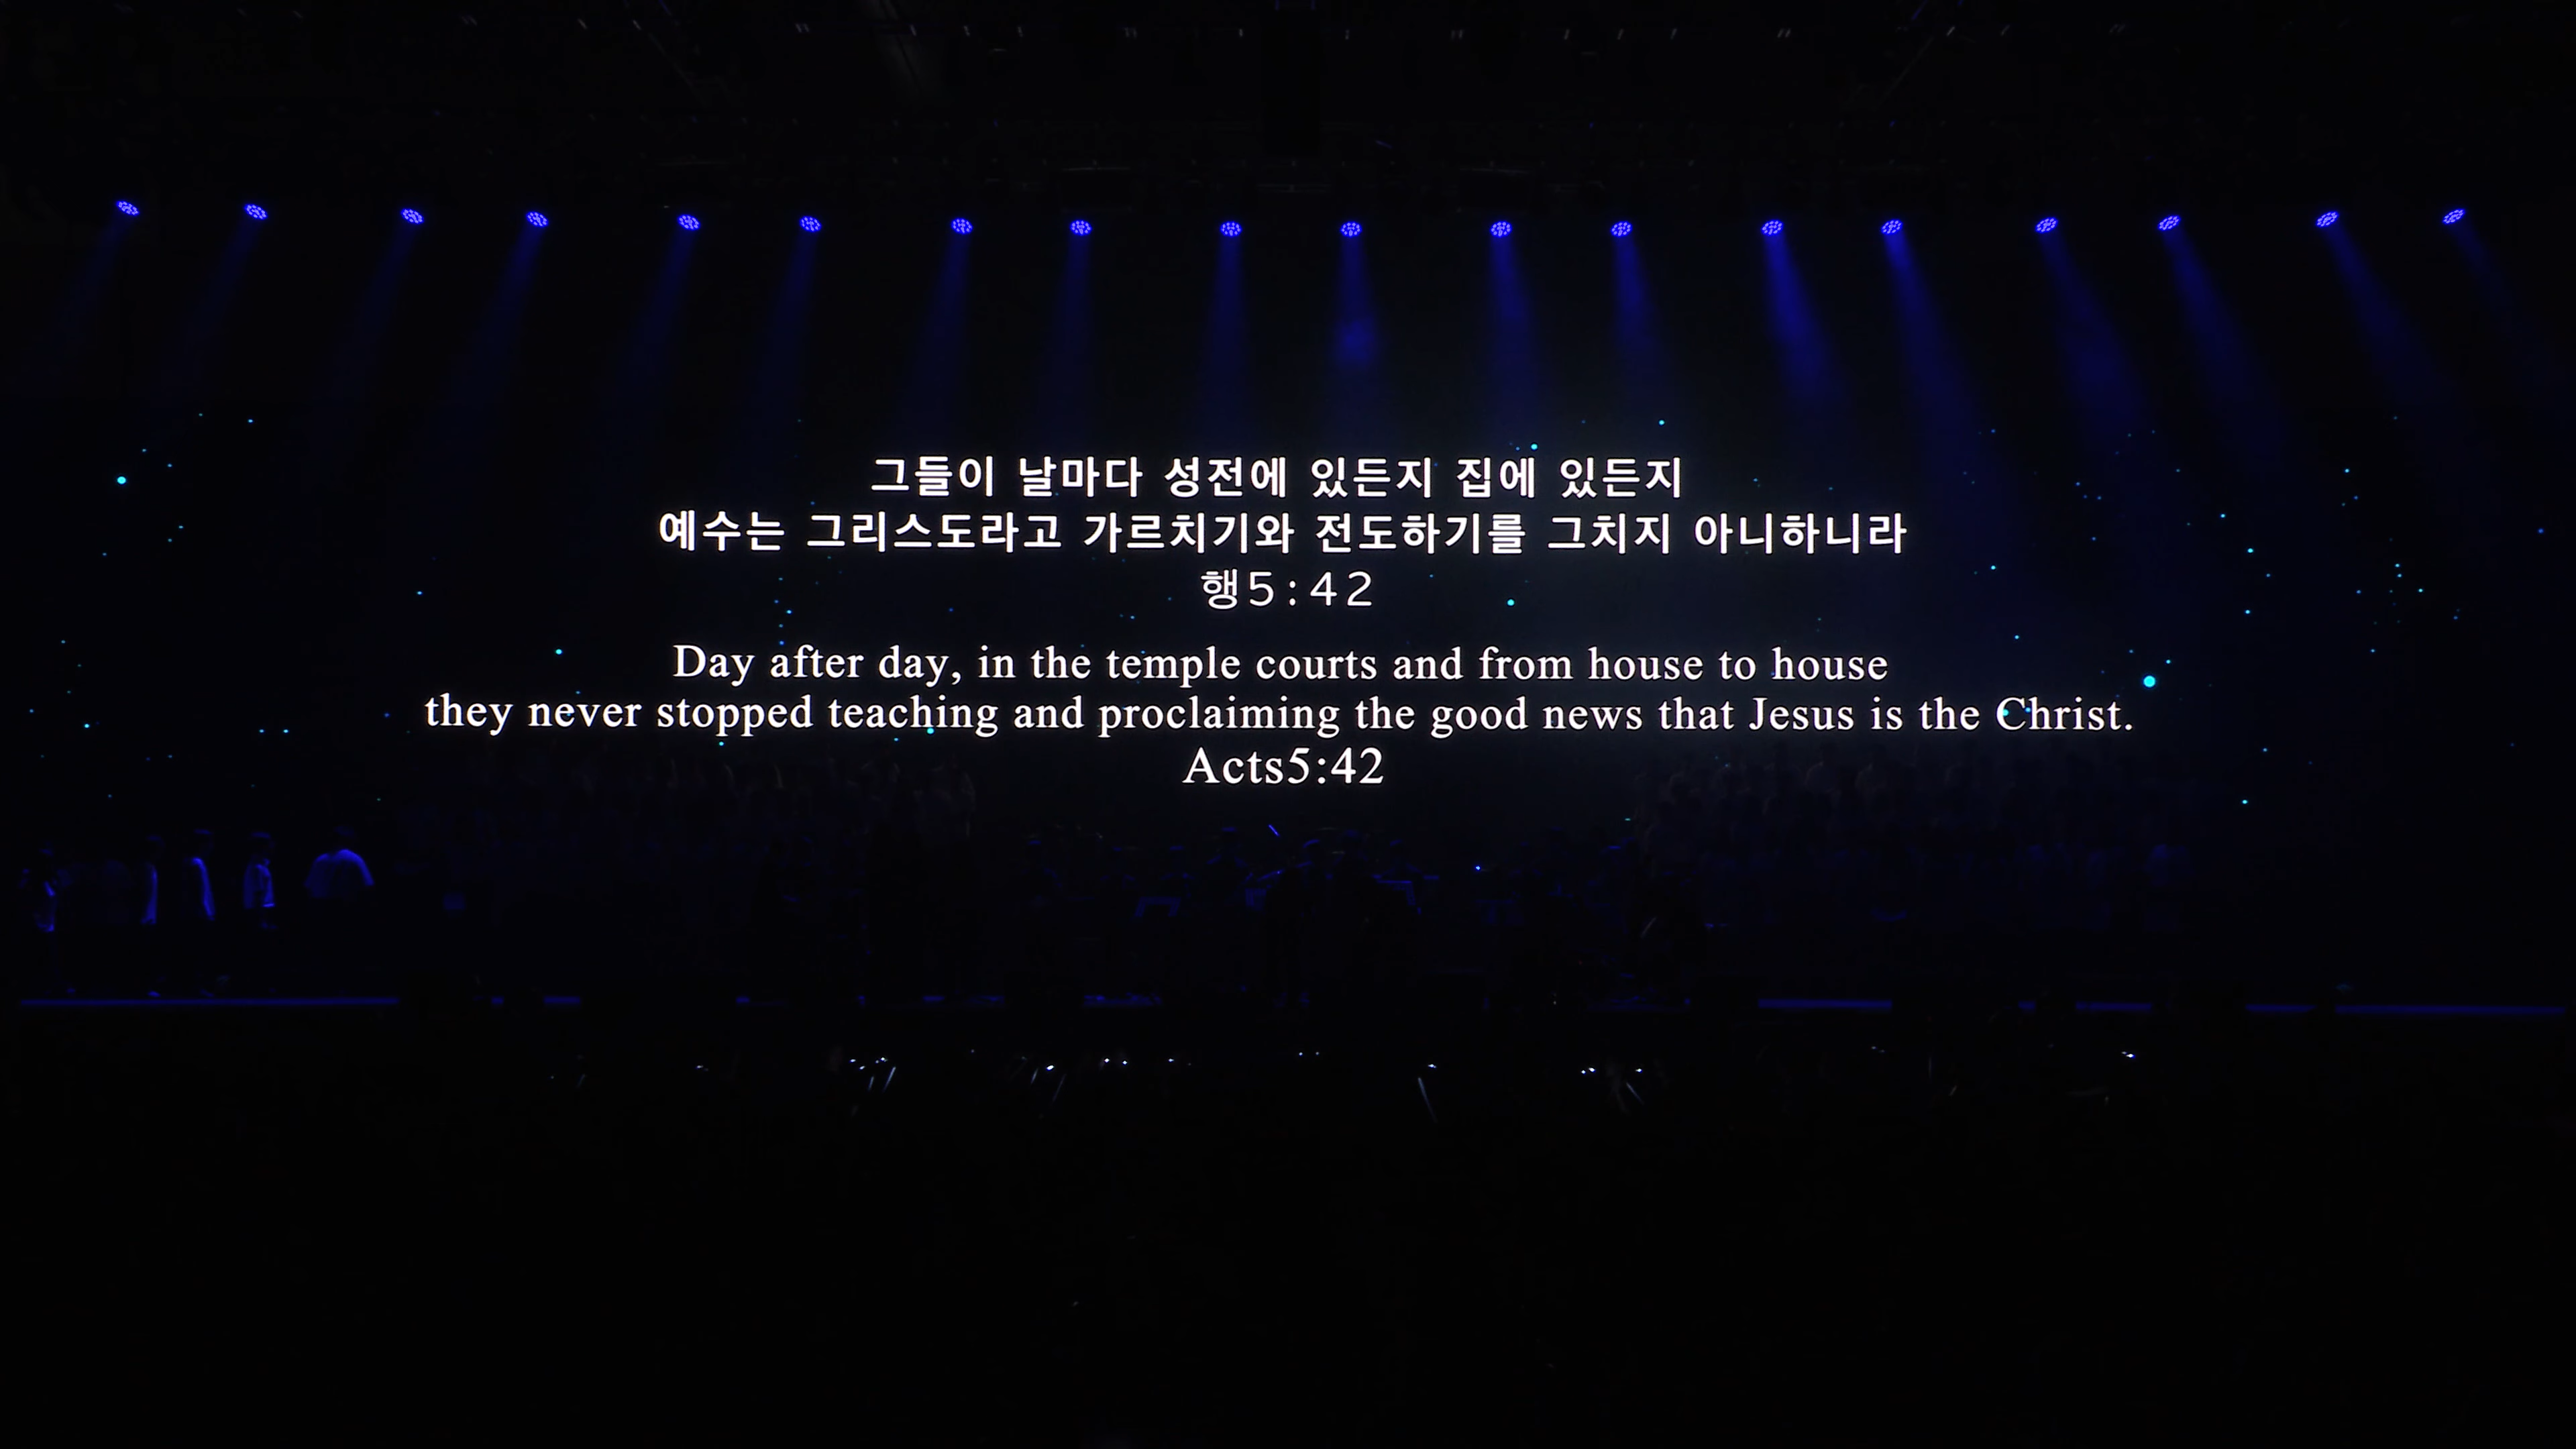 그들이 날마다 성전에 있든지 집에 있든지
예수는 그리스도라고 가르치기와 전도하기를 그치지 아니하니라
행5:42
Day after day, in the temple courts and from house to house
they never stopped teaching and proclaiming the good news that Jesus is the Christ.
Acts5:42